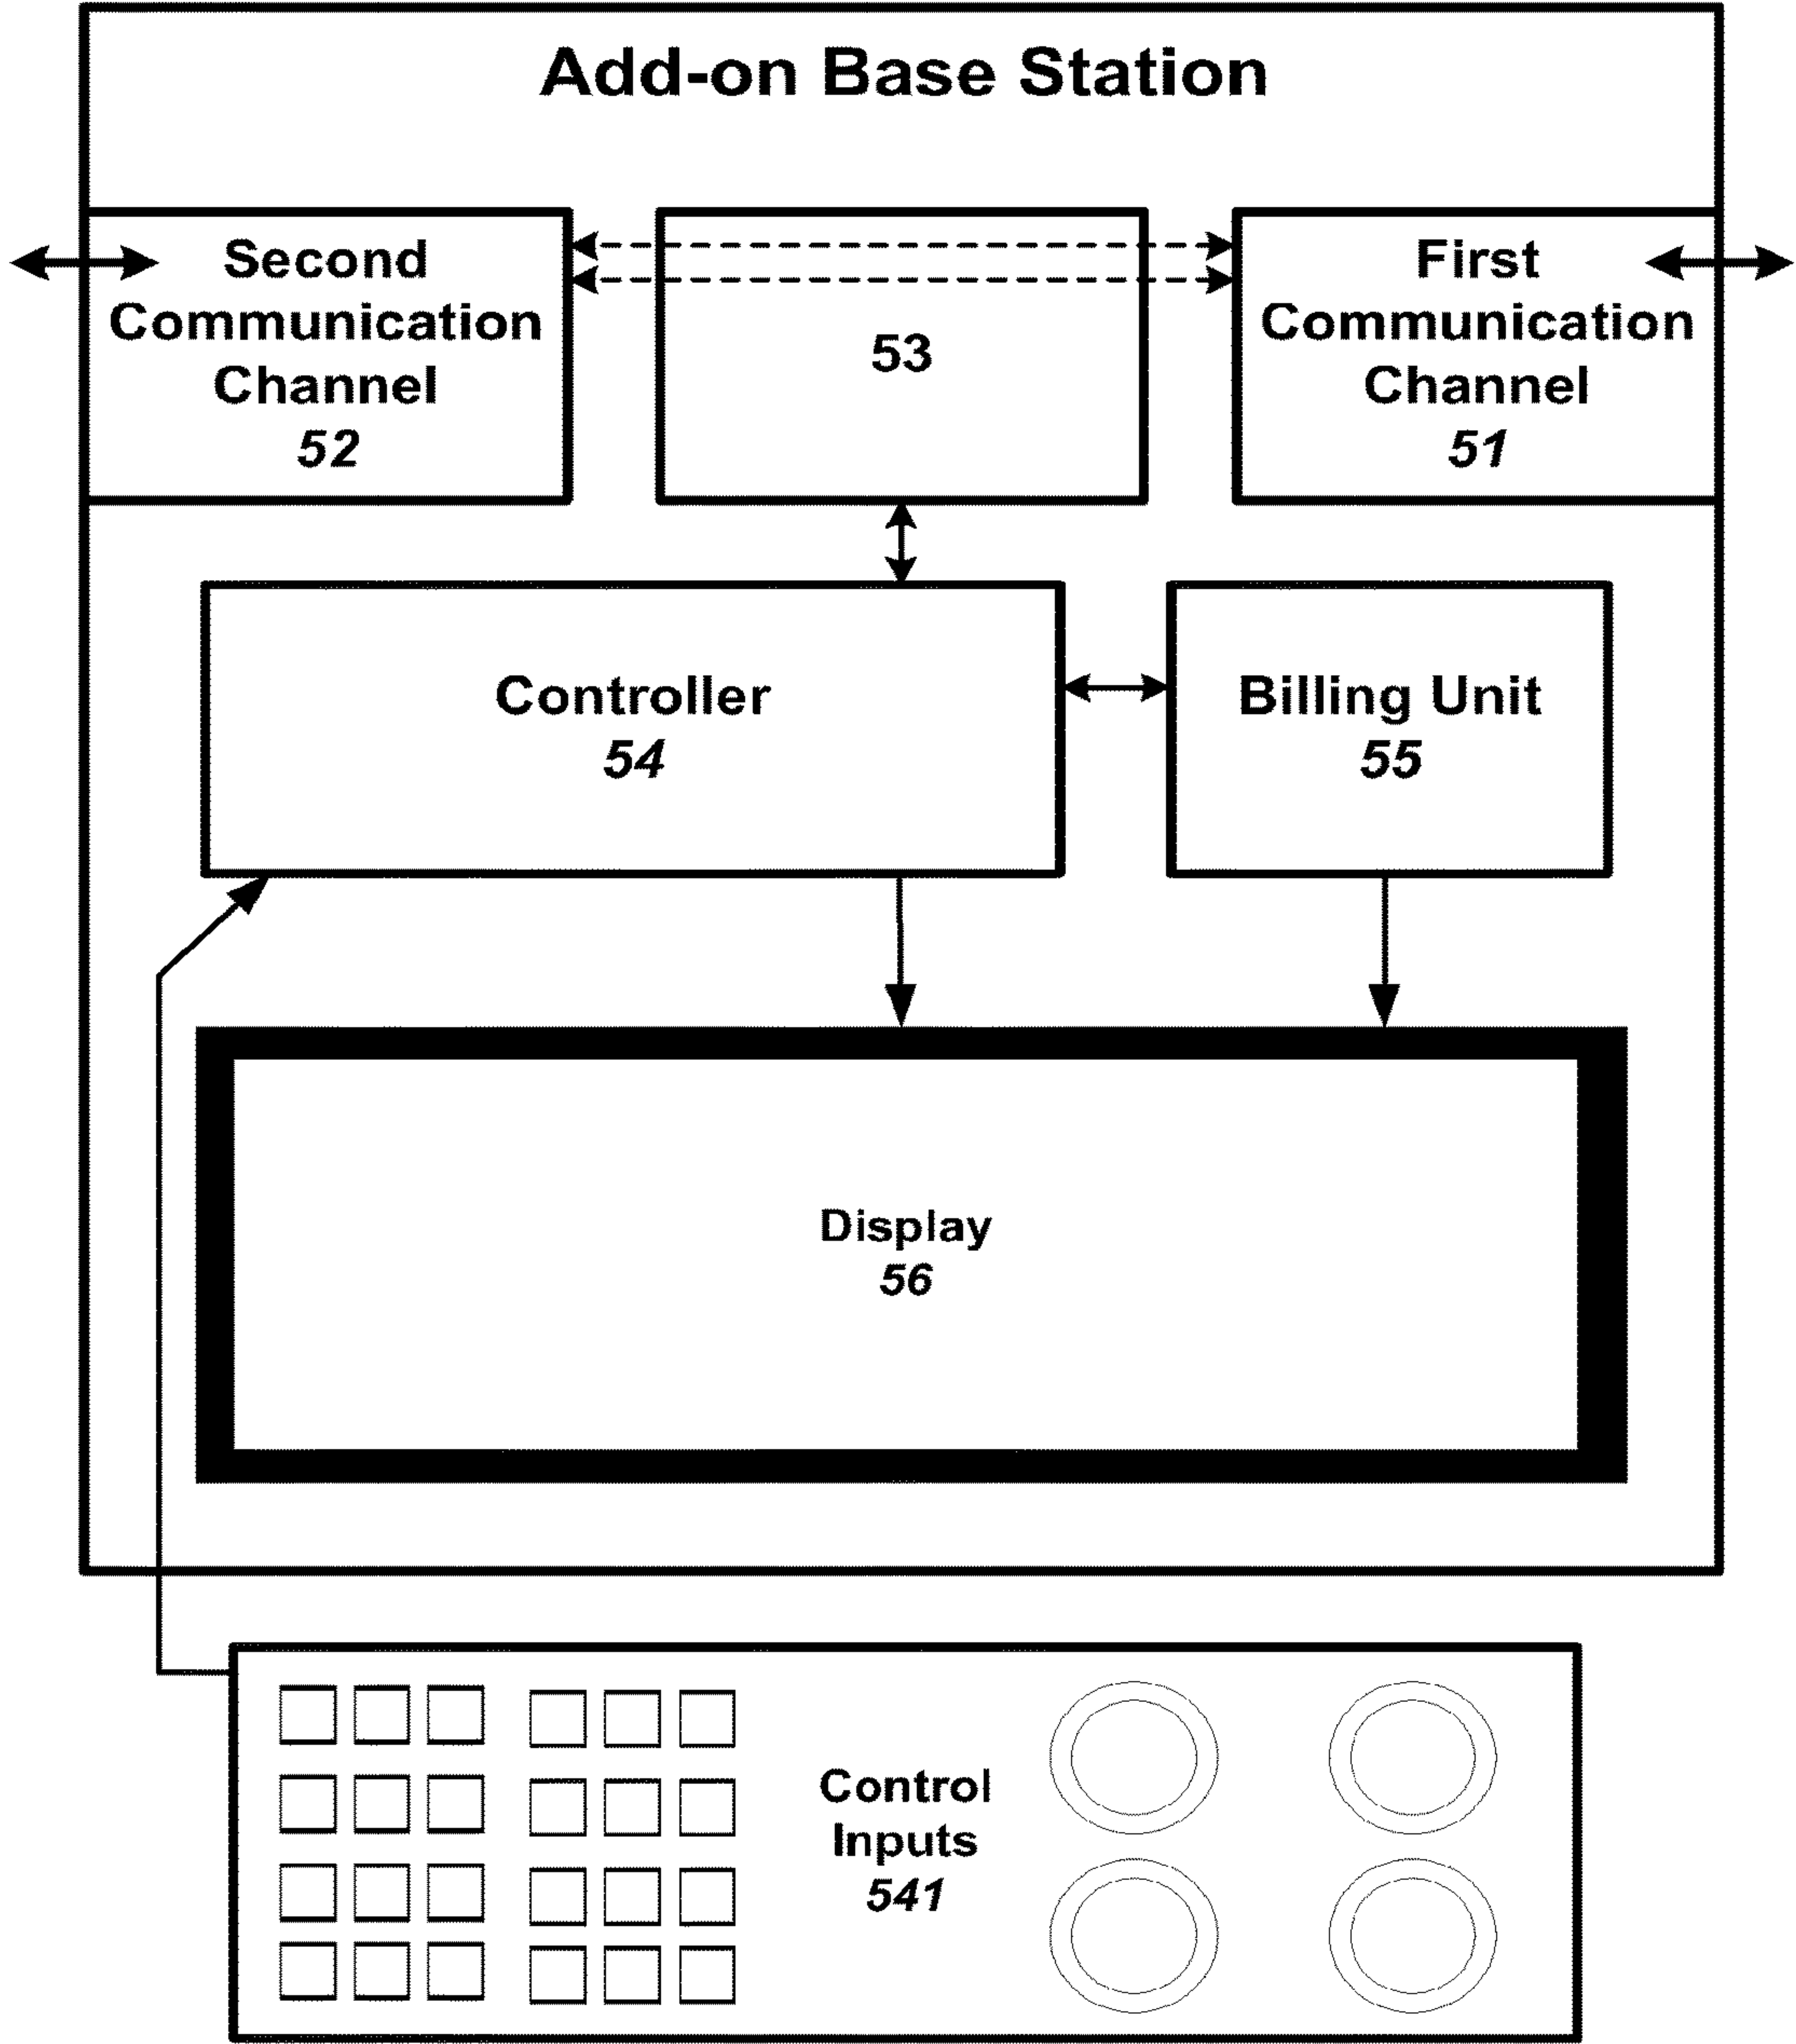 Add-on Base Station
Second
Communication
Channel
52
53
First
Communication
Channel
51
Controller
54
Billing Unit
55
Display
56
Control
Inputs
541